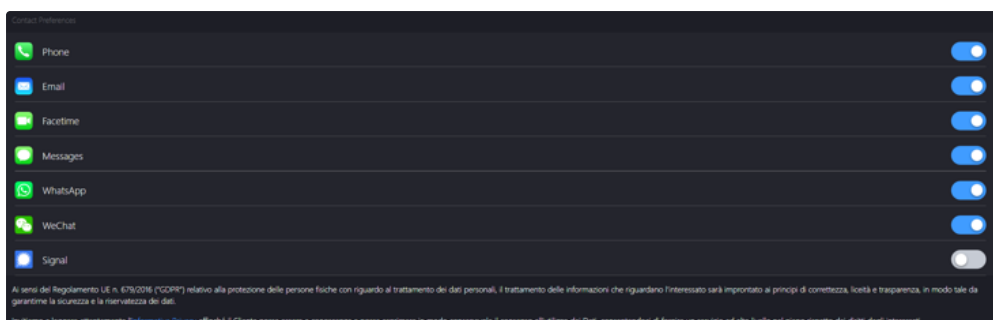 Contact Preferences
Phone
Email
Facetime
Messages
WhatsApp
WeChat
Signal
Ai sensi del Regolamento UE n. 679/2016 ("GDPR") relativo alla protezione delle persone fisiche con riguardo al trattamento dei dati personali, il trattamento delle informazioni che riguardano l'interessato sarà improntato ai principi di correttezza, liceità e trasparenza, in modo tale da
garantirne la sicurezza e la riservatezza dei dati.